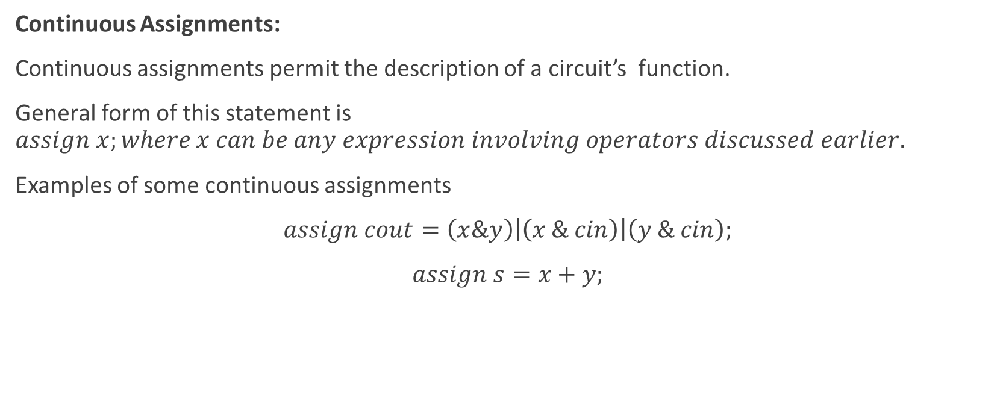 Continuous Assignments:
Continuous assignments permit the description of a circuit’s  function.
General form of this statement is
assign x; where x can be any expression involving operators discussed earlier.
Examples of some continuous assignments
assign cout = (x&y)|(x & cin)|(y & cin);
assign s = x + y;